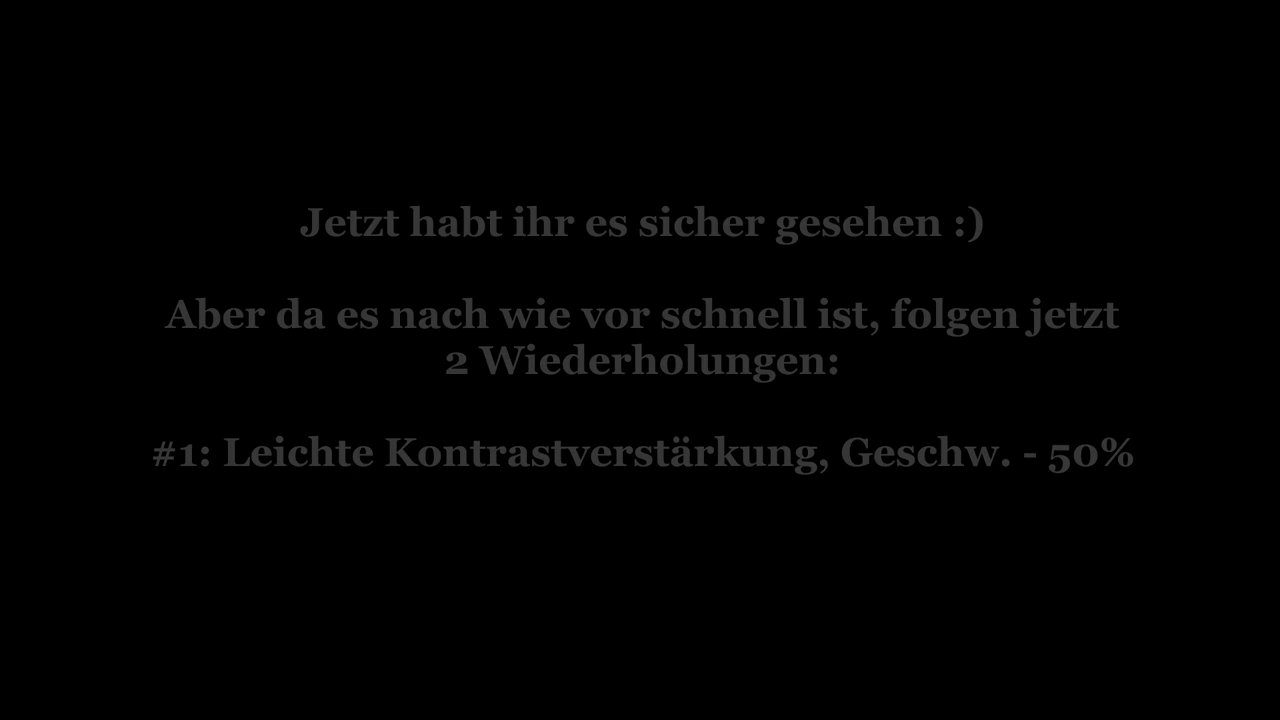 Jetzt habt ihr es sicher gesehen :)
Aber da es nach wie vor schnell ist, folgen jetzt
2 Wiederholungen:
#1: Leichte Kontrastverstärkung, Geschw. - 50%